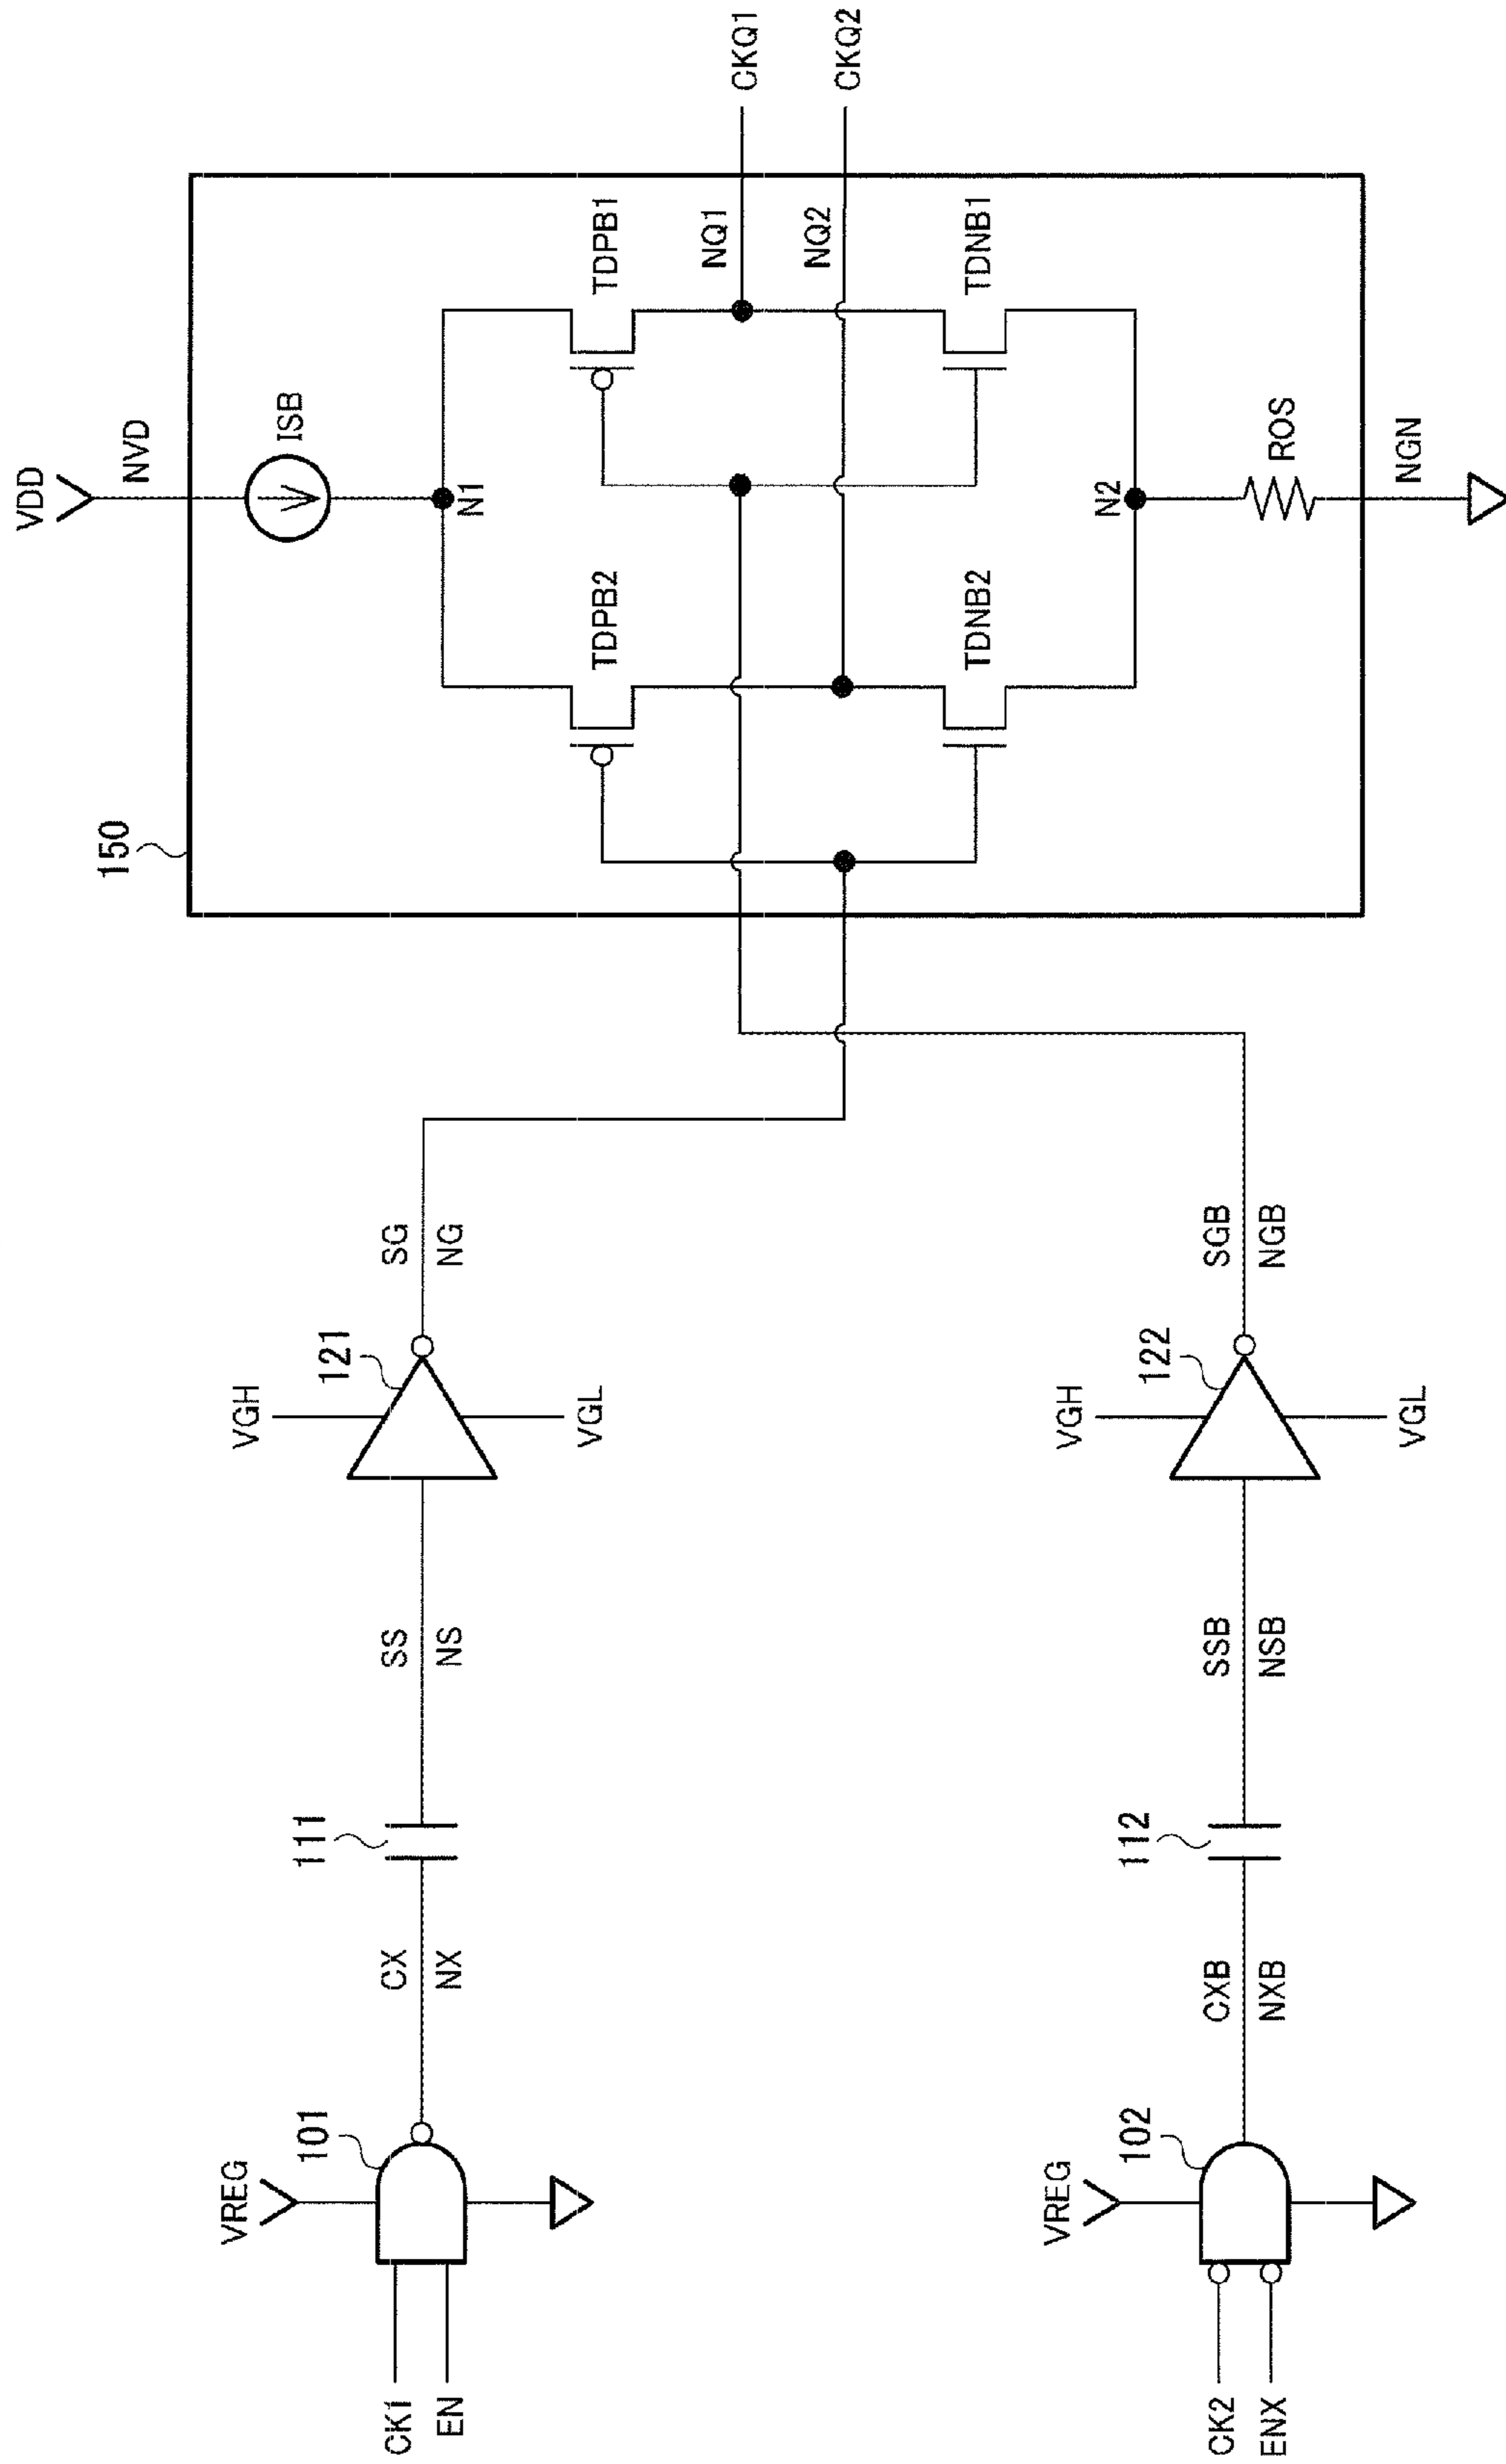 VDD
NVD
150
ISB
N1
TDPB2
TDPB1
NQ1
CKQ1
NQ2
CKQ2
TDNB2
TDNB1
N2
ROS
NGN
VREG
101
CK1
EN
CX
NX
111
SS
NS
VGH
121
VGL
SG
NG
VREG
102
CK2
ENX
CXB
NXB
112
SSB
NSB
VGH
122
VGL
SGB
NGB